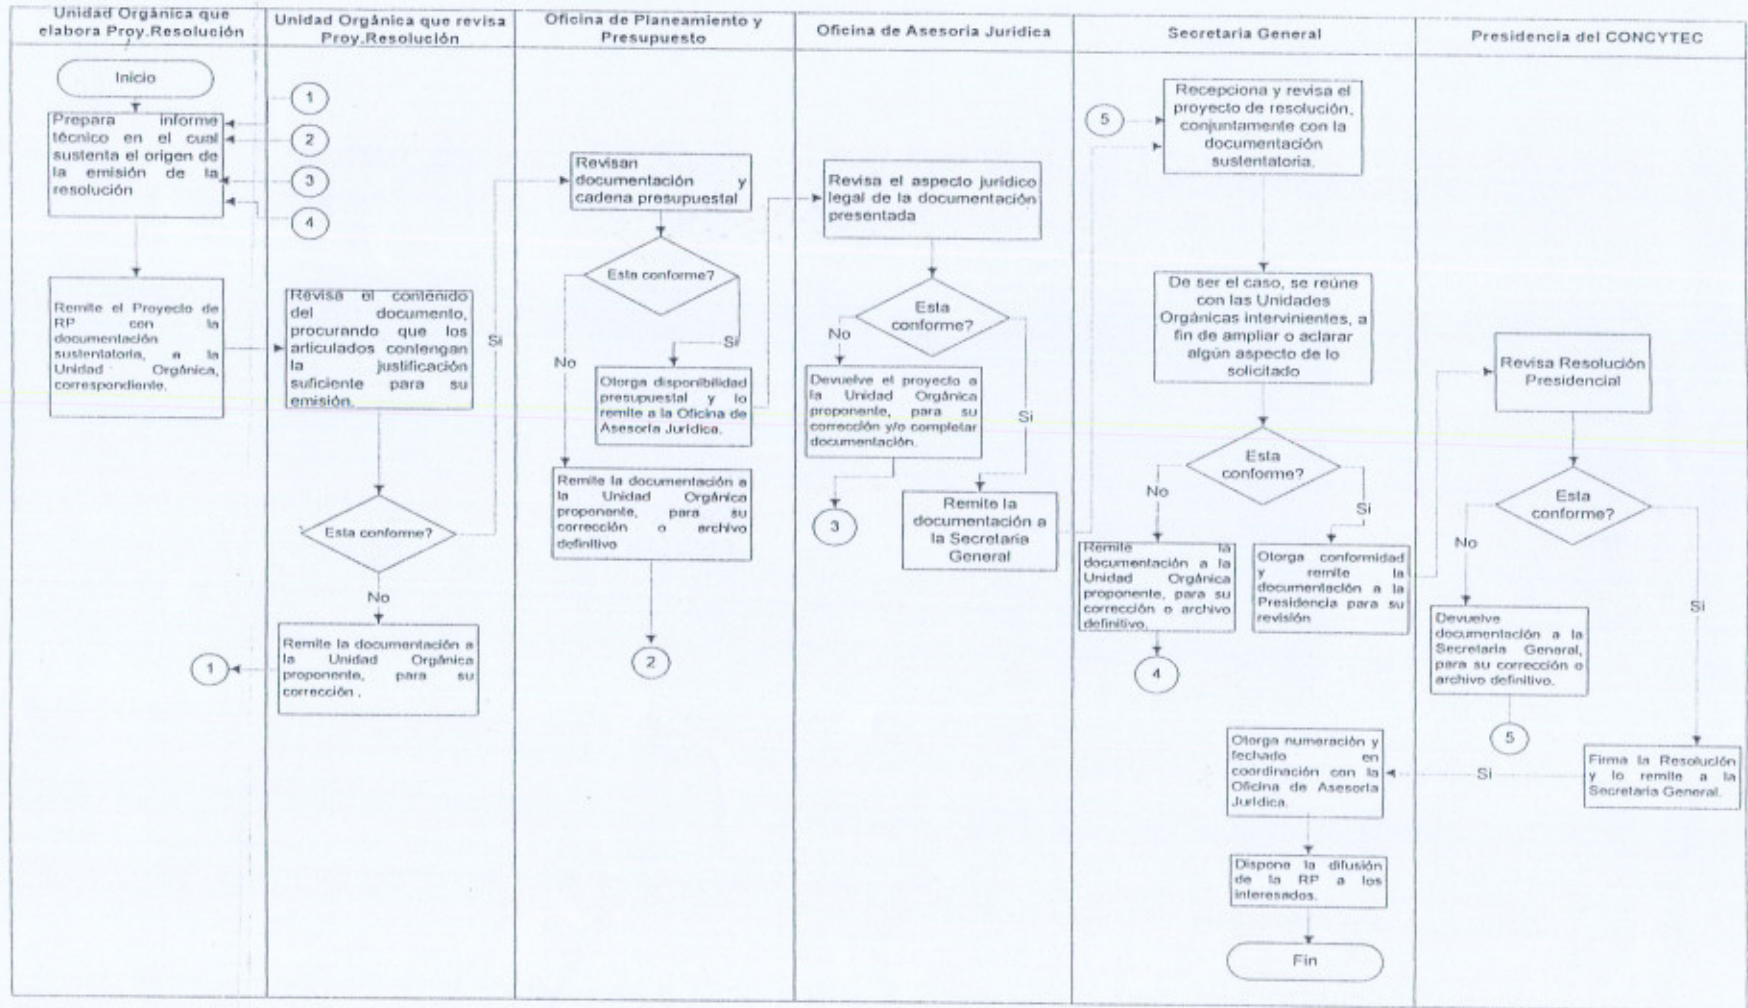 Unidad Orgánica que
elabora Proy.Resolución
Unidad Orgánica que revisa
Proy.Resolución
Oficina de Planeamiento y
Presupuesto
Oficina de Asesoria Juridica
Secretaria General
Presidencia del CONCYTEC
Inicio
Prepara informe
técnico en el cual
sustenta el origen de
la emisión de la
resolución
Remite el Proyecto de
RP con la
documentación
sustentatoria, a la
Unidad Orgánica,
correspondiente.
1
2
3
4
Revisa el contenido
del documento,
procurando que los
articulados contengan
la justificación
suficiente para su
emisión.
Esta conforme?
Si
No
Remite la documentación a
la Unidad Orgánica
proponente, para su
corrección .
1
Revisan
documentación y
cadena presupuestal
Esta conforme?
Si
No
Otorga disponibilidad
presupuestal y lo
remite a la Oficina de
Asesoría Jurídica.
Remite la documentación a
la Unidad Orgánica
proponente, para su
corrección o archivo
definitivo
2
Revisa el aspecto jurídico
legal de la documentación
presentada
Esta
conforme?
No
Si
Devuelve el proyecto a
la Unidad Orgánica
proponente, para su
corrección y/o completar
documentación.
3
Remite la
documentación a
la Secretaria
General
5
Recepciona y revisa el
proyecto de resolución,
conjuntamente con la
documentación
sustentatoria.
De ser el caso, se reúne
con las Unidades
Orgánicas intervinientes, a
fin de ampliar o aclarar
algún aspecto de lo
solicitado
Esta
conforme?
No
Si
Remite la
documentación a la
Unidad Orgánica
proponente, para su
corrección o archivo
definitivo.
4
Otorga conformidad
y remite la
documentación a la
Presidencia para su
revisión
Revisa Resolución
Presidencial
Esta
conforme?
No
Si
Devuelve
documentación a la
Secretaria General,
para su corrección o
archivo definitivo.
5
Firma la Resolución
y lo remite a la
Secretaria General.
Si
Otorga numeración y
fechado en
coordinación con la
Oficina de Asesoría
Jurídica.
Dispone la difusión
de la RP a los
interesados.
Fin